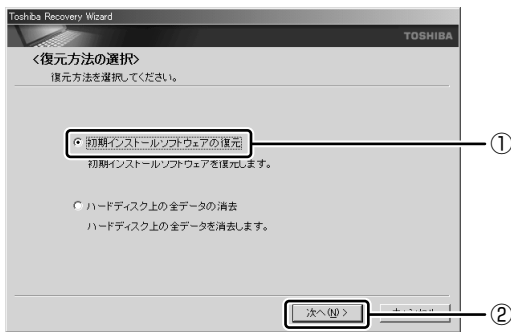 Toshiba Recovery Wizard
TOSHIBA
<復元方法の選択>
復元方法を選択してください。
初期インストールソフトウェアの復元
①
初期インストールソフトウェアを復元します。
ハードディスク上の全データの消去
ハードディスク上の全データを消去します。
次へ(N) >
②